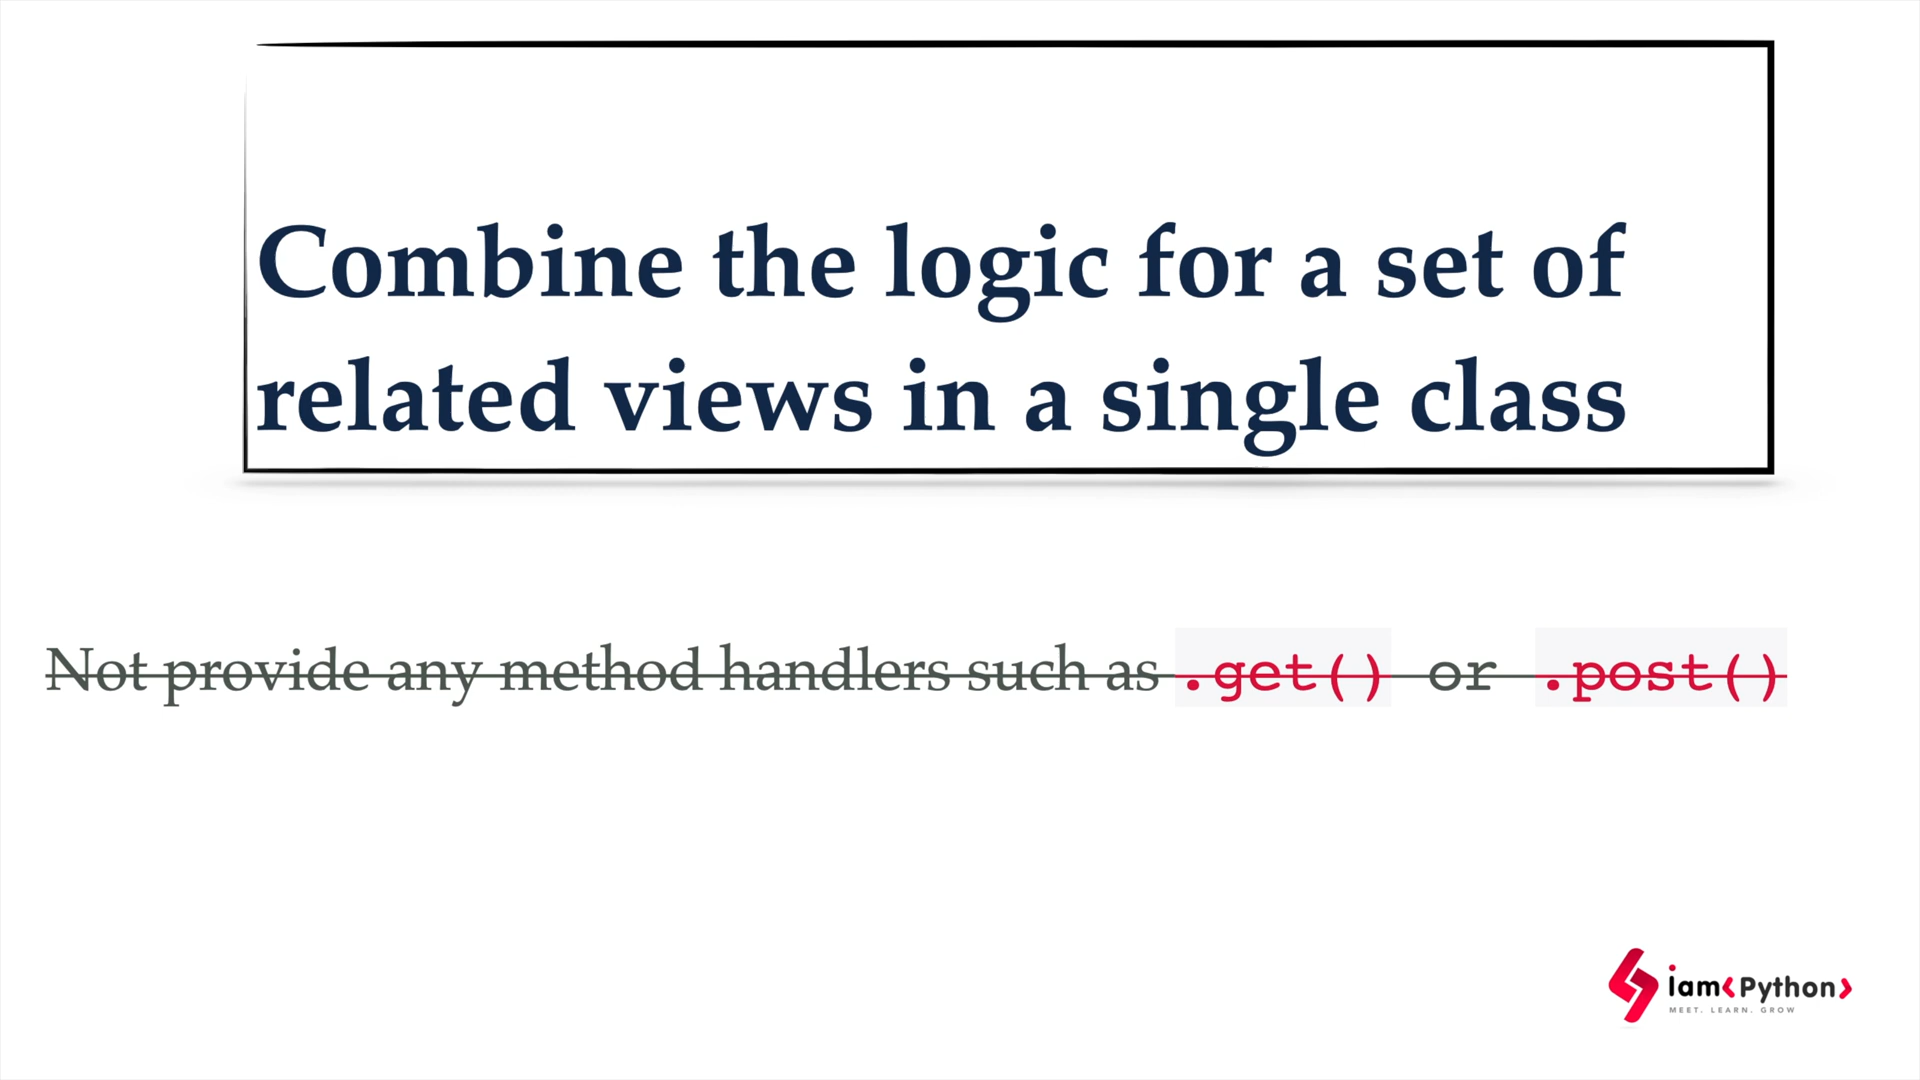 Combine the logic for a set of
related views in a single class
Not provide any method handlers such as .get() or .post()
iam<Python>
MEET. LEARN. GROW